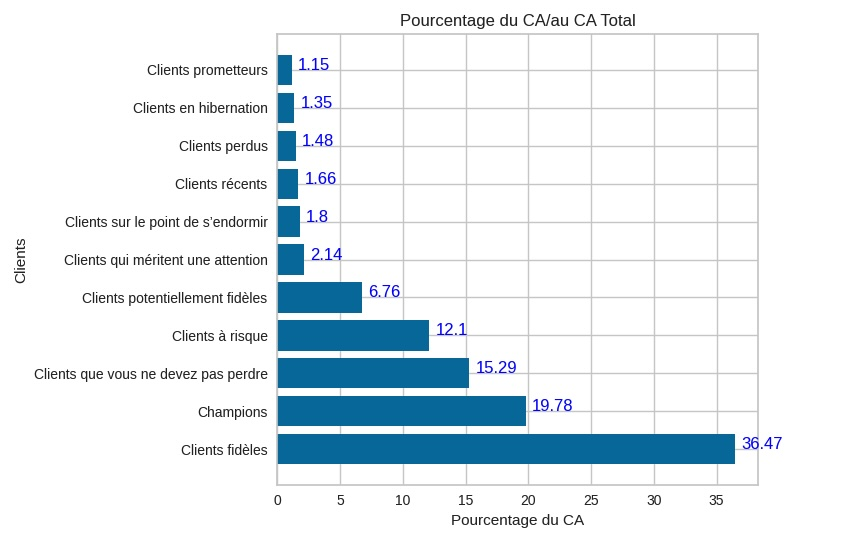 Pourcentage du CA/au CA Total
Clients prometteurs 1.15
Clients en hibernation 1.35
Clients perdus 1.48
Clients récents 1.66
Clients sur le point de s’endormir 1.8
Clients qui méritent une attention 2.14
Clients potentiellement fidèles 6.76
Clients à risque 12.1
Clients que vous ne devez pas perdre 15.29
Champions 19.78
Clients fidèles 36.47
Clients
0 5 10 15 20 25 30 35
Pourcentage du CA